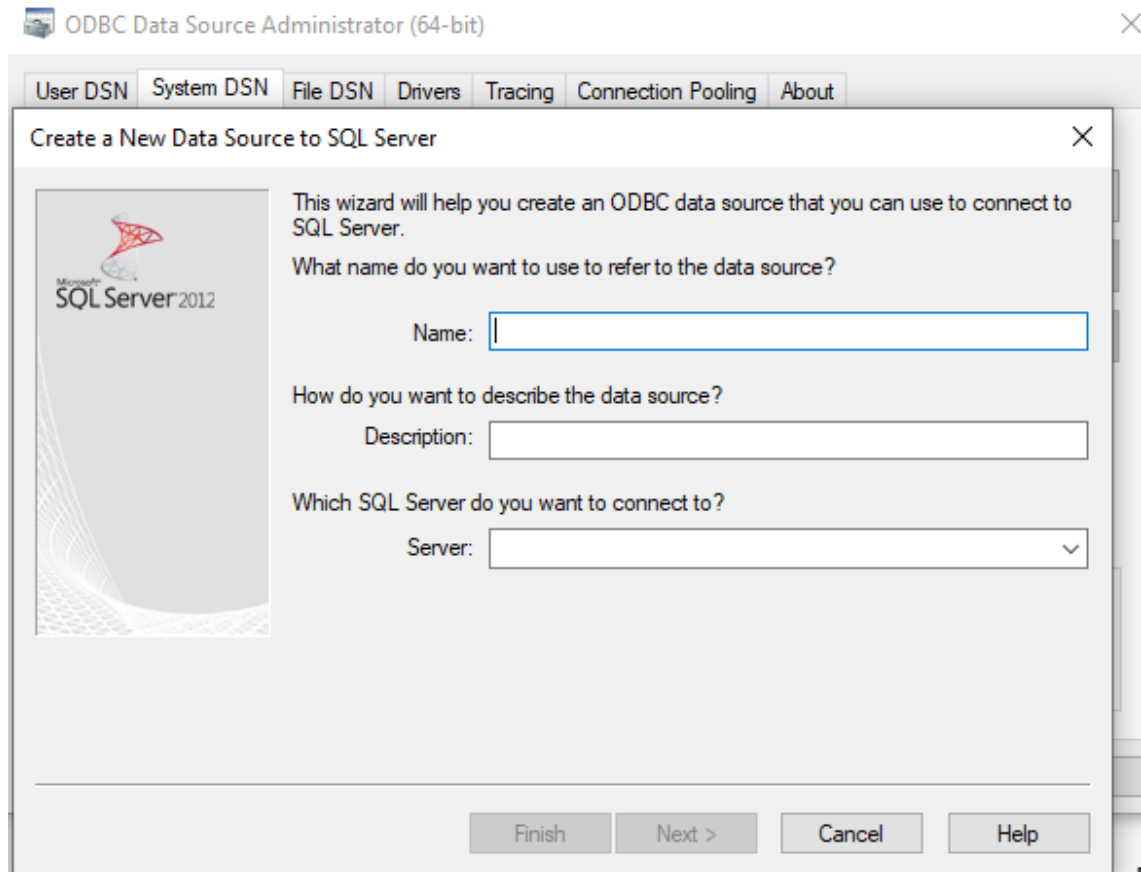 ODBC Data Source Administrator (64-bit)
User DSN System DSN File DSN Drivers Tracing Connection Pooling About
Create a New Data Source to SQL Server
This wizard will help you create an ODBC data source that you can use to connect to
SQL Server.
What name do you want to use to refer to the data source?
Microsoft
SQL Server 2012
Name:
How do you want to describe the data source?
Description:
Which SQL Server do you want to connect to?
Server:
Finish Next > Cancel Help